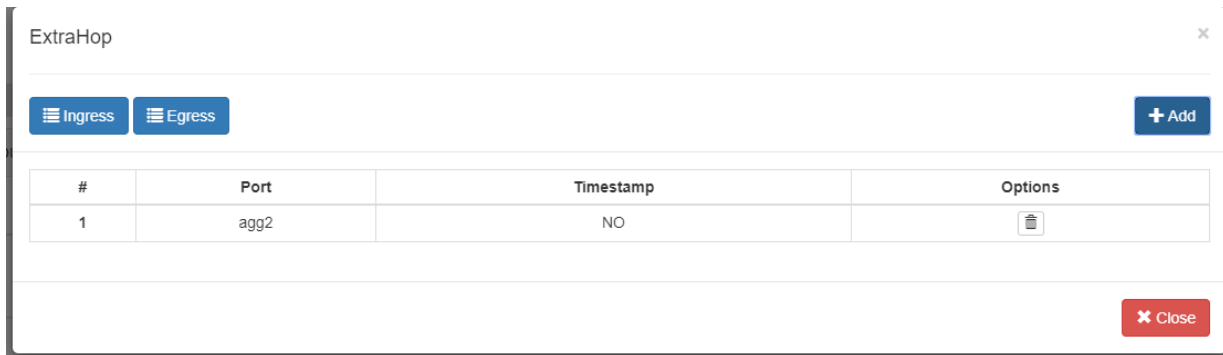 ExtraHop ×
Ingress Egress Add
# Port Timestamp Options
1 agg2 NO
Close